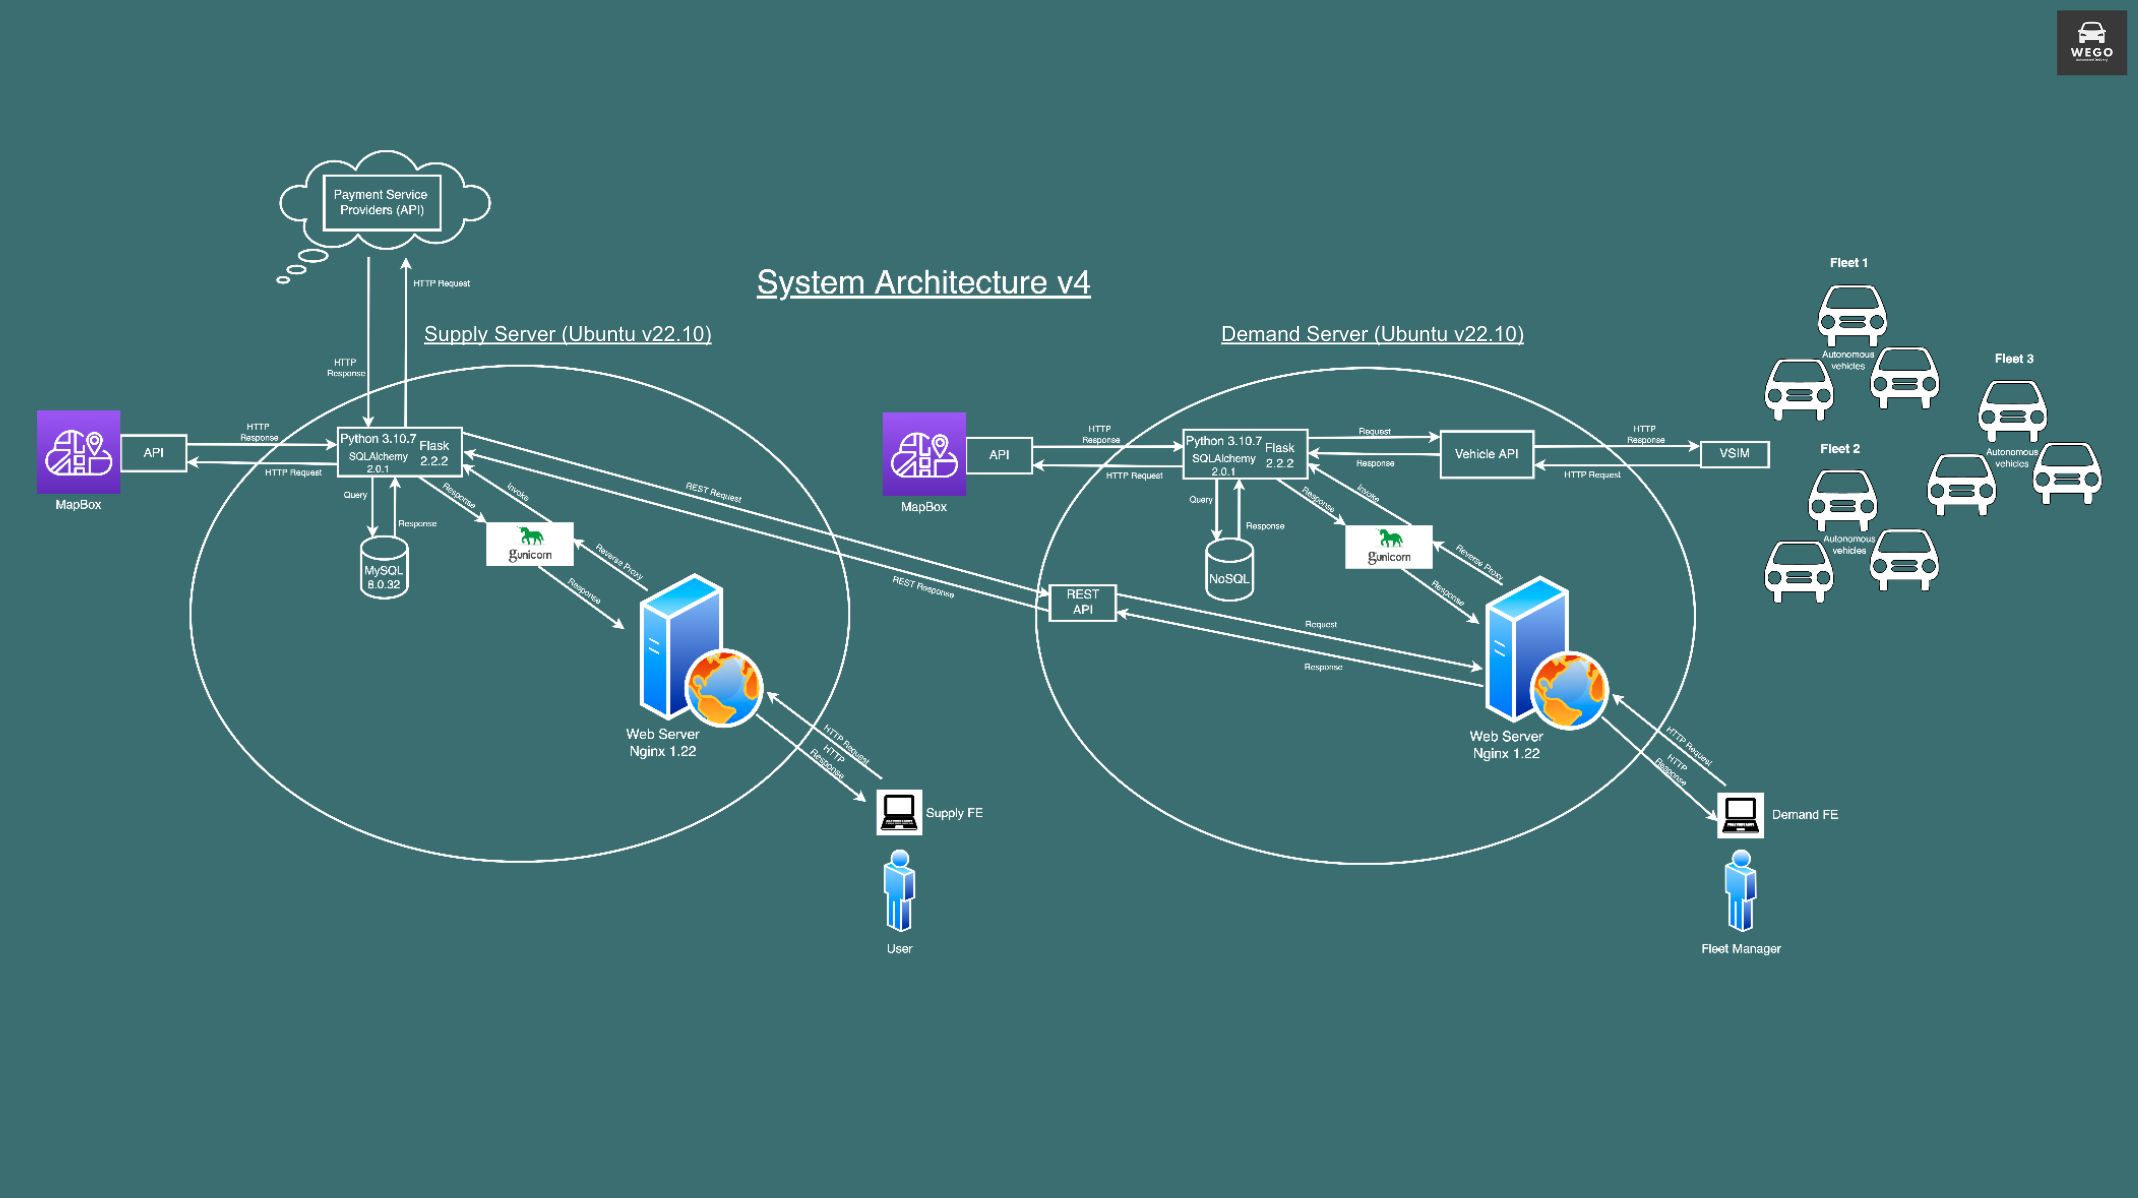 WEGO
Automated Delivery
Payment Service
Providers (API)
HTTP Request
System Architecture v4
Supply Server (Ubuntu v22.10)
Demand Server (Ubuntu v22.10)
HTTP
Response
Fleet 1
Autonomous
vehicles
Fleet 3
Autonomous
vehicles
Fleet 2
Autonomous
vehicles
MapBox
API
HTTP
Response
HTTP Request
Python 3.10.7
SQLAlchemy
2.0.1
Flask
2.2.2
Query
Response
MySQL
8.0.32
Response
Invoke
gunicorn
Reverse Proxy
Response
Web Server
Nginx 1.22
HTTP Request
HTTP
Response
Supply FE
User
REST Request
REST Response
REST
API
Request
Response
MapBox
API
HTTP
Response
HTTP Request
Python 3.10.7
SQLAlchemy
2.0.1
Flask
2.2.2
Query
Response
NoSQL
Request
Response
Vehicle API
HTTP
Response
HTTP Request
VSIM
Response
Invoke
gunicorn
Reverse Proxy
Response
Web Server
Nginx 1.22
HTTP Request
HTTP
Response
Demand FE
Fleet Manager